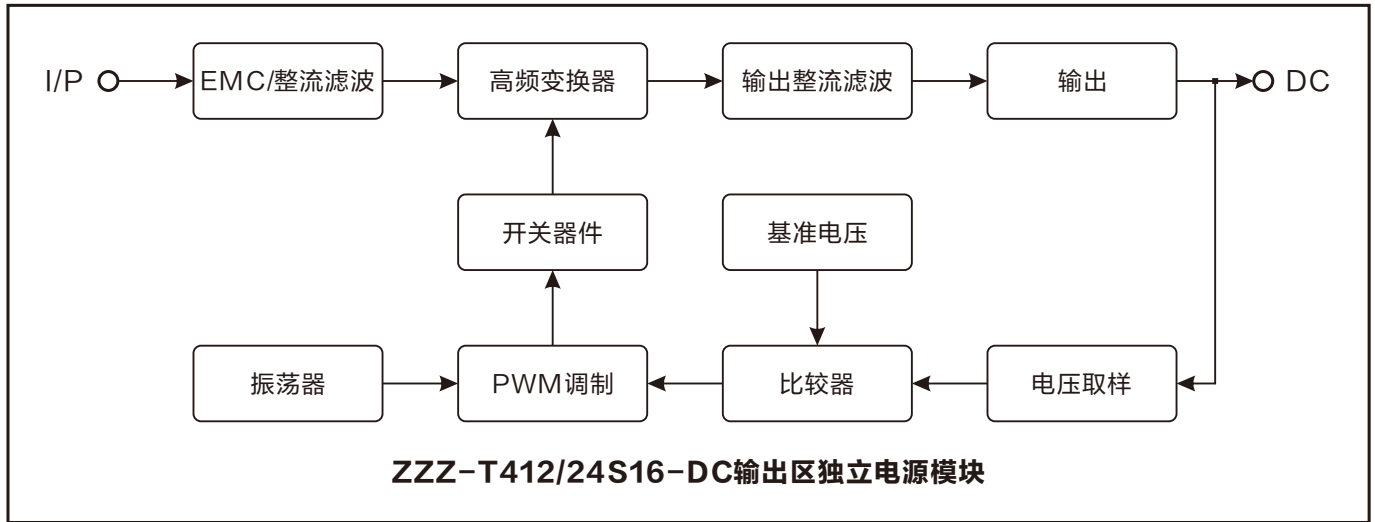 I/P
EMC/整流滤波
高频变换器
输出整流滤波
输出
DC
开关器件
基准电压
振荡器
PWM调制
比较器
电压取样
ZZZ-T412/24S16-DC输出区独立电源模块